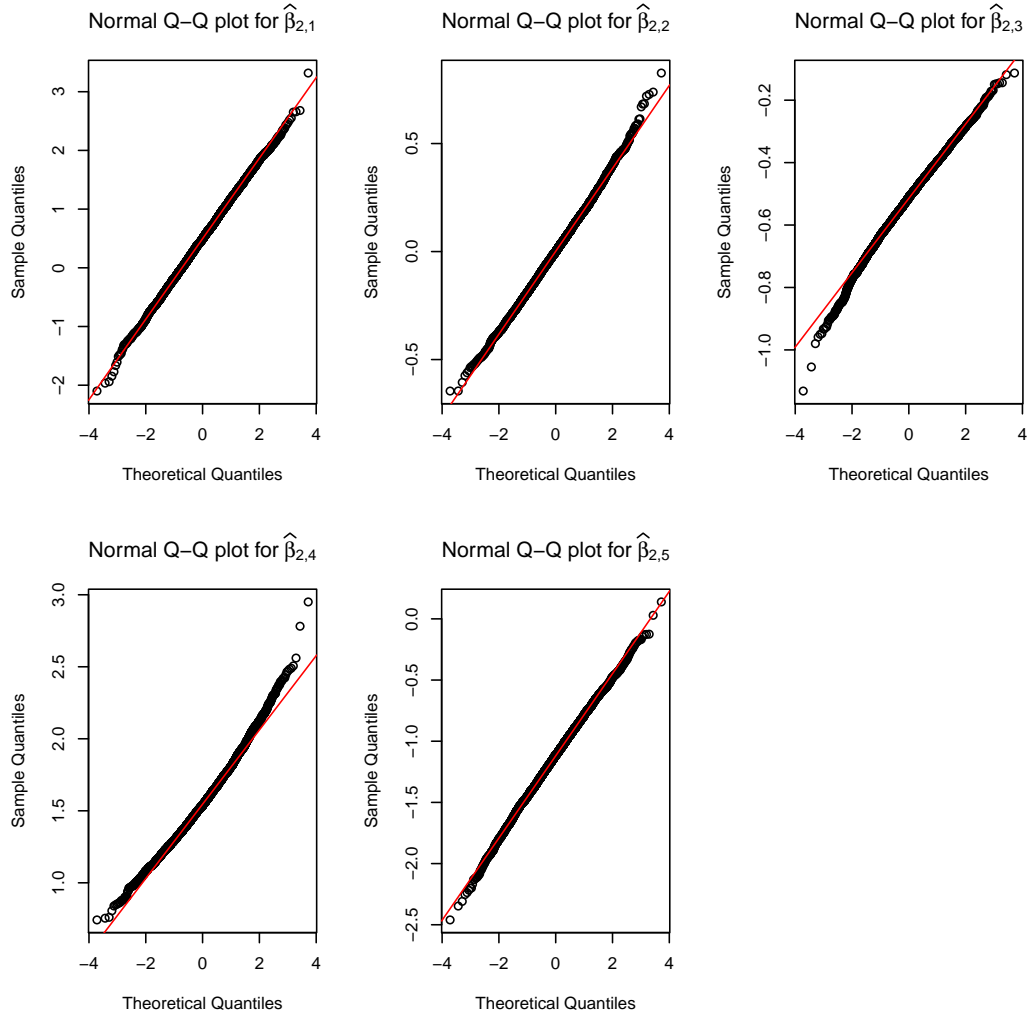 Normal Q−Q plot for β̂2,1
Normal Q−Q plot for β̂2,2
Normal Q−Q plot for β̂2,3
Sample Quantiles
3
2
1
0
−1
−2
−4 −2 0 2 4
Theoretical Quantiles
Sample Quantiles
0.5
0.0
−0.5
−4 −2 0 2 4
Theoretical Quantiles
Sample Quantiles
−0.2
−0.4
−0.6
−0.8
−1.0
−4 −2 0 2 4
Theoretical Quantiles
Normal Q−Q plot for β̂2,4
Normal Q−Q plot for β̂2,5
Sample Quantiles
3.0
2.5
2.0
1.5
1.0
−4 −2 0 2 4
Theoretical Quantiles
Sample Quantiles
0.0
−0.5
−1.0
−1.5
−2.0
−2.5
−4 −2 0 2 4
Theoretical Quantiles